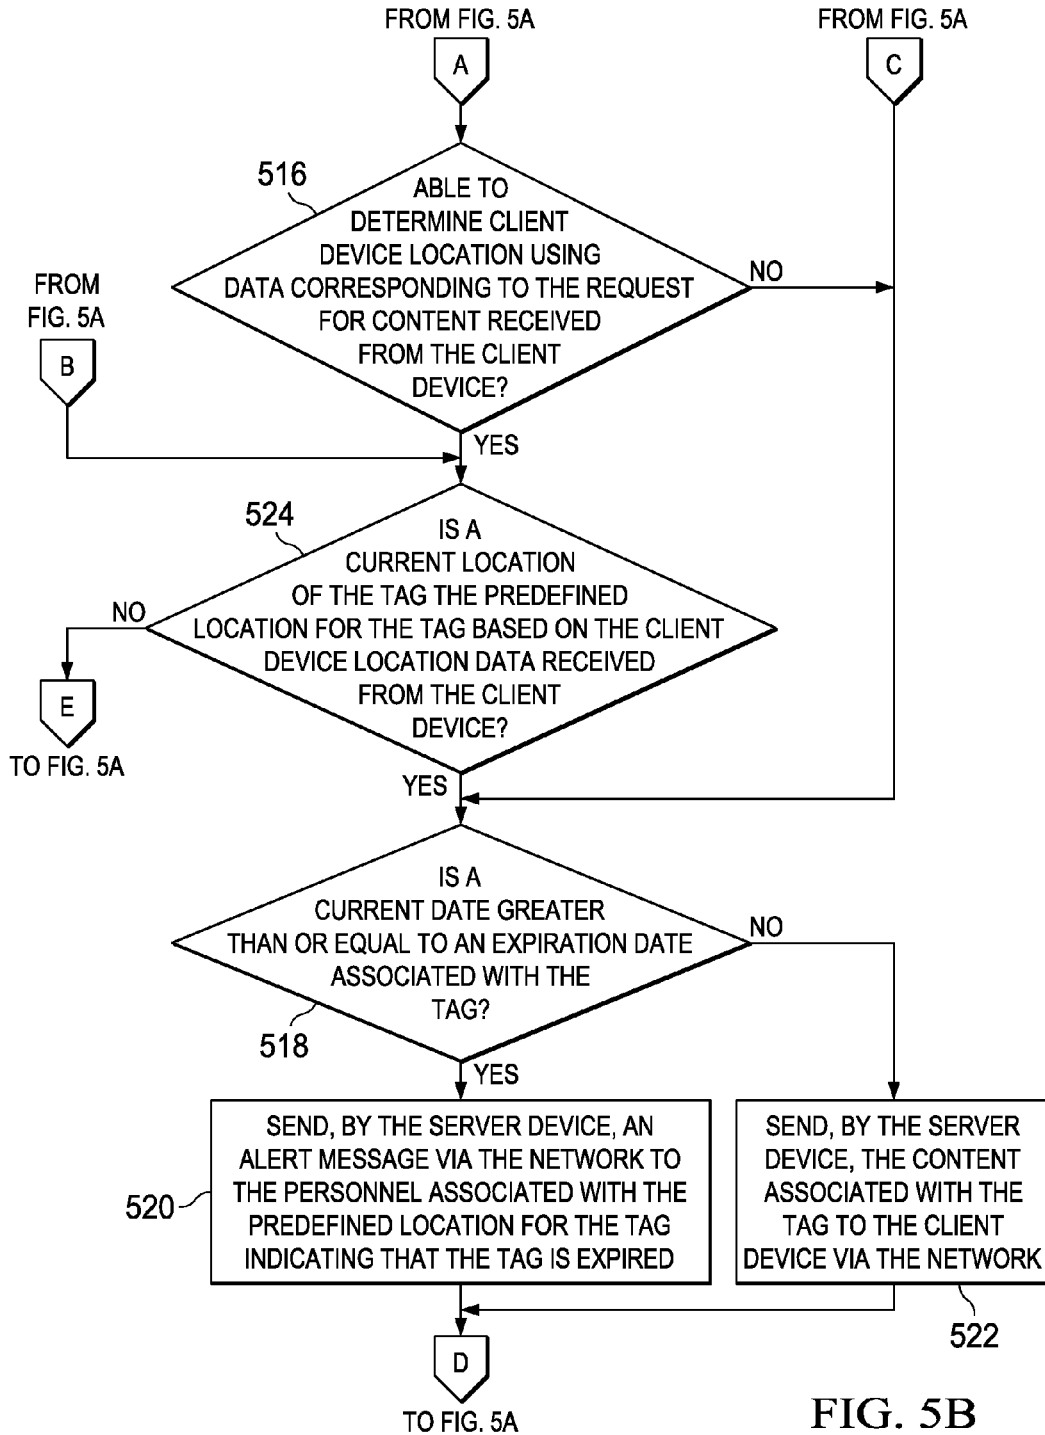 FROM FIG. 5A
A
FROM FIG. 5A
C
516
ABLE TO
DETERMINE CLIENT
DEVICE LOCATION USING
DATA CORRESPONDING TO THE REQUEST
FOR CONTENT RECEIVED
FROM THE CLIENT
DEVICE?
NO
YES
FROM
FIG. 5A
B
524
IS A
CURRENT LOCATION
OF THE TAG THE PREDEFINED
LOCATION FOR THE TAG BASED ON THE CLIENT
DEVICE LOCATION DATA RECEIVED
FROM THE CLIENT
DEVICE?
NO
E
TO FIG. 5A
YES
IS A
CURRENT DATE GREATER
THAN OR EQUAL TO AN EXPIRATION DATE
ASSOCIATED WITH THE
TAG?
518
NO
YES
SEND, BY THE SERVER DEVICE, AN
ALERT MESSAGE VIA THE NETWORK TO
THE PERSONNEL ASSOCIATED WITH THE
PREDEFINED LOCATION FOR THE TAG
INDICATING THAT THE TAG IS EXPIRED
520
SEND, BY THE SERVER
DEVICE, THE CONTENT
ASSOCIATED WITH THE
TAG TO THE CLIENT
DEVICE VIA THE NETWORK
522
D
TO FIG. 5A
FIG. 5B